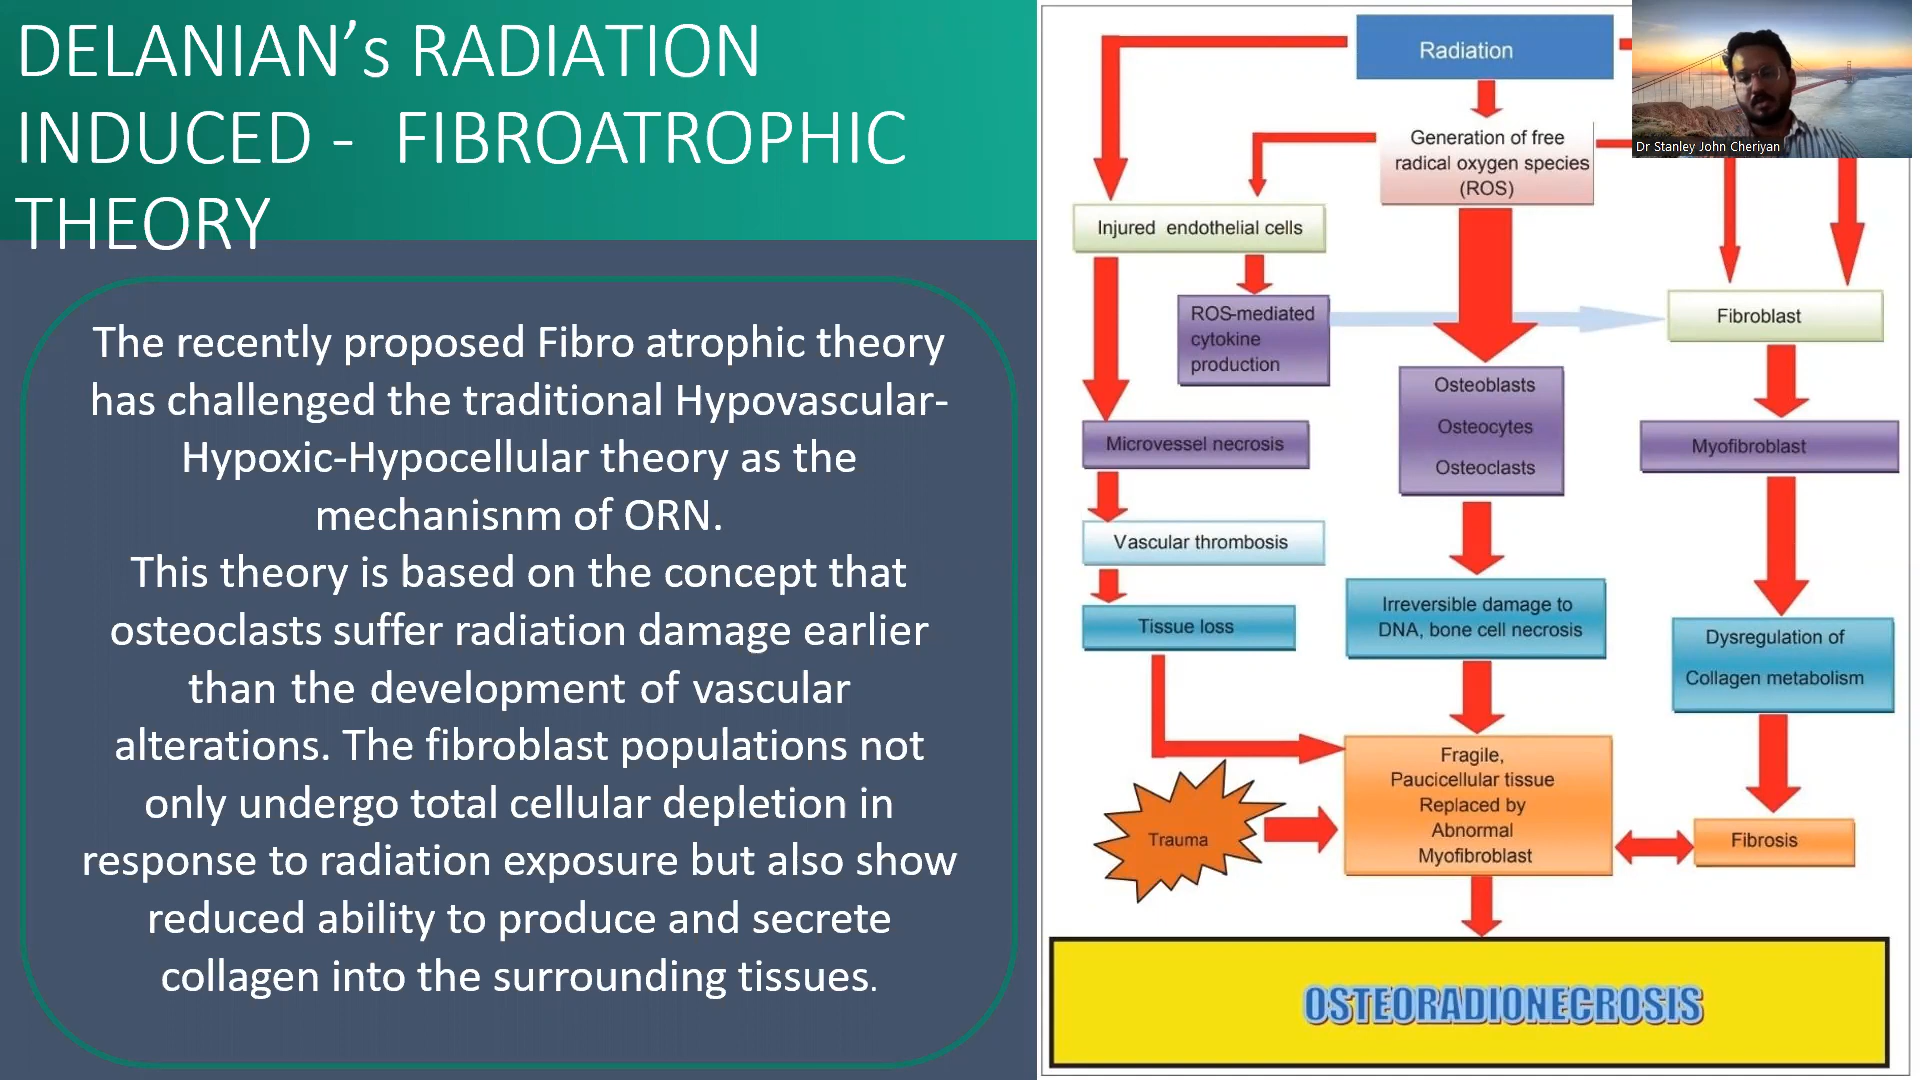 DELANIAN’s RADIATION
INDUCED -  FIBROATROPHIC
THEORY
The recently proposed Fibro atrophic theory
has challenged the traditional Hypovascular-
Hypoxic-Hypocellular theory as the
mechanisnm of ORN.
This theory is based on the concept that
osteoclasts suffer radiation damage earlier
than the development of vascular
alterations. The fibroblast populations not
only undergo total cellular depletion in
response to radiation exposure but also show
reduced ability to produce and secrete
collagen into the surrounding tissues.
Radiation
Dr Stanley John Cheriyan
Generation of free
radical oxygen species
(ROS)
Injured endothelial cells
ROS-mediated
cytokine
production
Fibroblast
Osteoblasts
Osteocytes
Osteoclasts
Microvessel necrosis
Myofibroblast
Vascular thrombosis
Irreversible damage to
DNA, bone cell necrosis
Tissue loss
Dysregulation of
Collagen metabolism
Fragile,
Paucicellular tissue
Replaced by
Abnormal
Myofibroblast
Trauma
Fibrosis
OSTEORADIONECROSIS